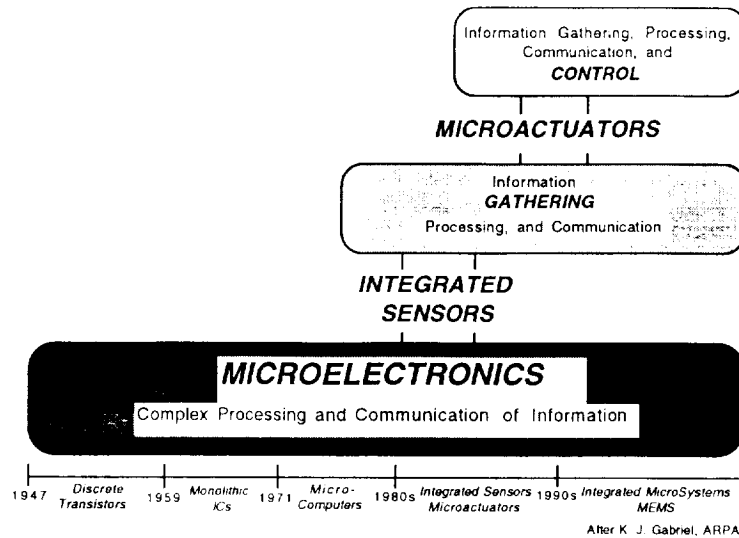 Information Gathering, Processing,
Communication, and
CONTROL
MICROACTUATORS
Information
GATHERING
Processing, and Communication
INTEGRATED
SENSORS
MICROELECTRONICS
Complex Processing and Communication of Information
1947 Discrete Transistors 1959 Monolithic ICs 1971 Micro-Computers 1980s Integrated Sensors Microactuators 1990s Integrated MicroSystems MEMS
After K. J. Gabriel, ARPA